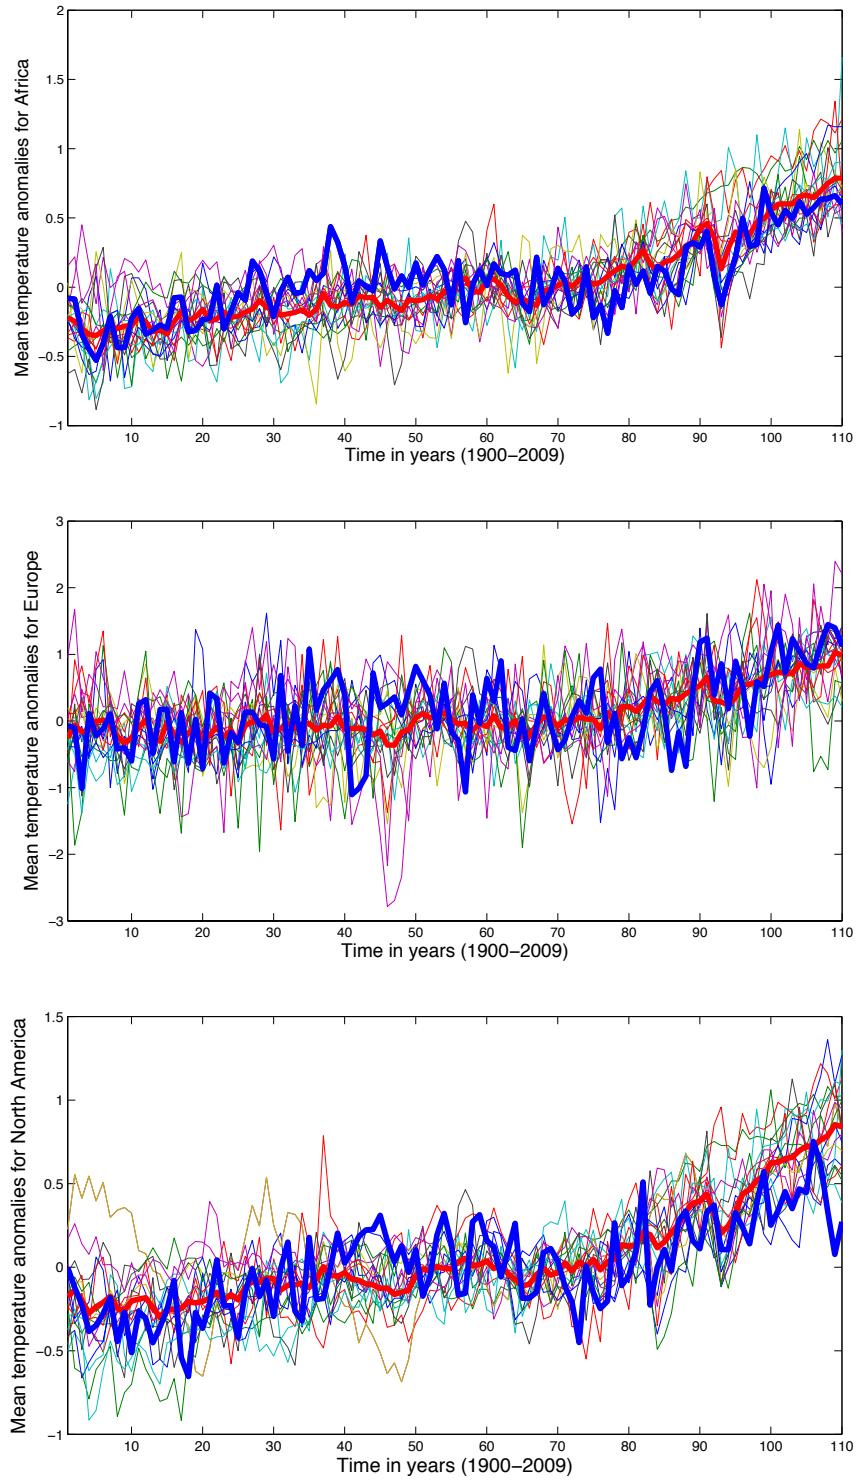 Mean temperature anomalies for Africa
2
1.5
1
0.5
0
−0.5
−1
10 20 30 40 50 60 70 80 90 100 110
Time in years (1900−2009)
Mean temperature anomalies for Europe
3
2
1
0
−1
−2
−3
10 20 30 40 50 60 70 80 90 100 110
Time in years (1900−2009)
Mean temperature anomalies for North America
1.5
1
0.5
0
−0.5
−1
10 20 30 40 50 60 70 80 90 100 110
Time in years (1900−2009)